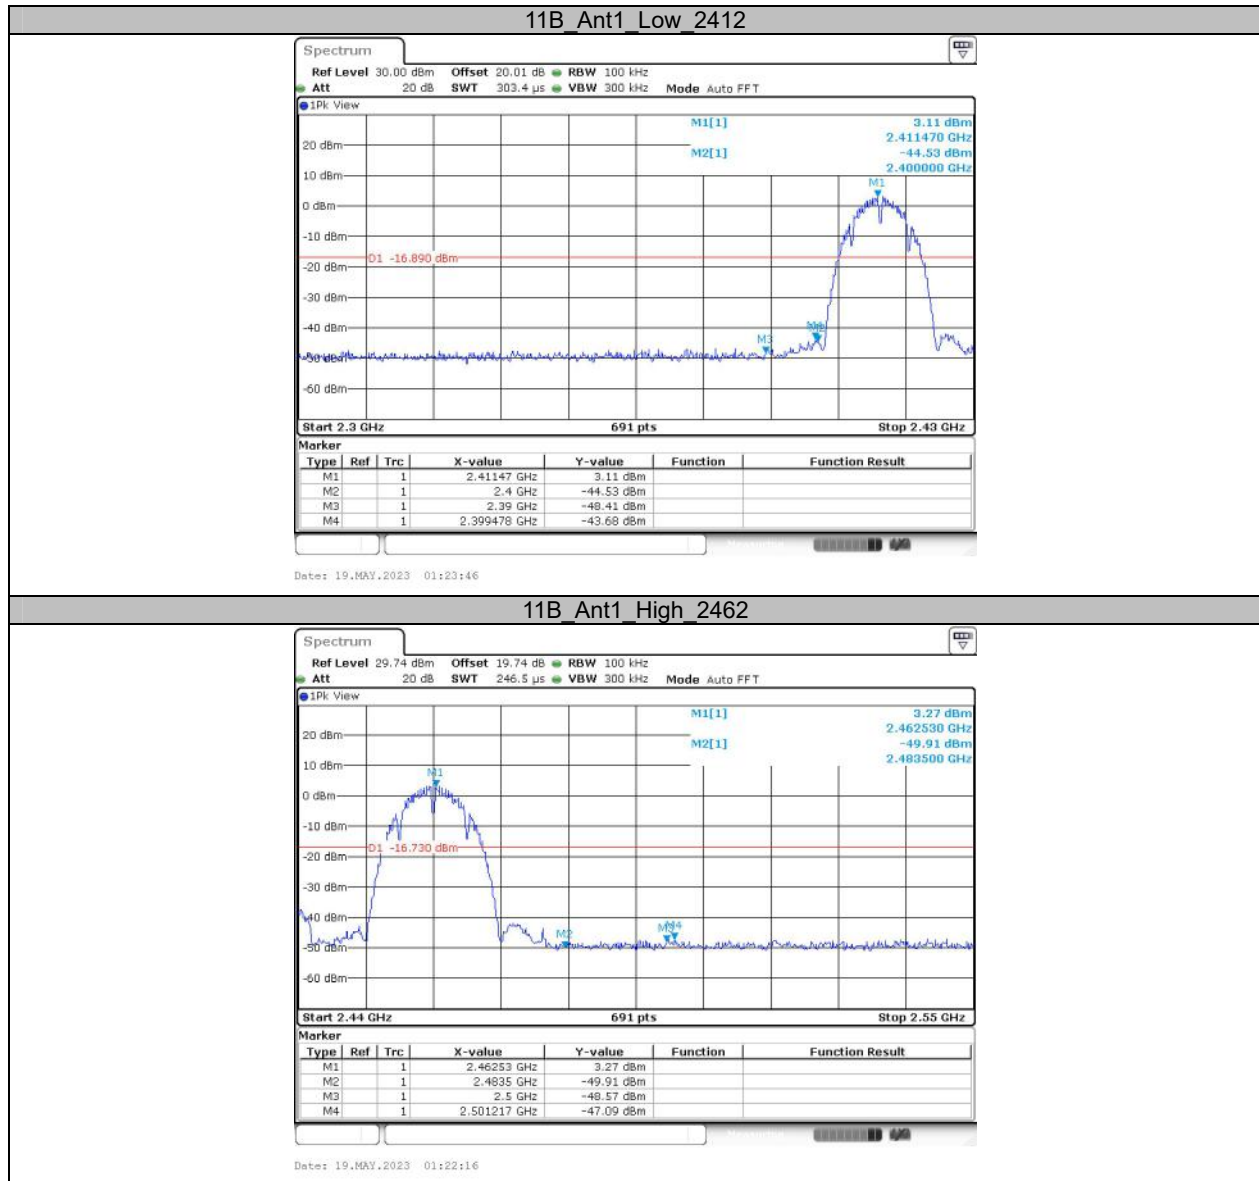 11B_Ant1_Low_2412
Spectrum
Ref Level 30.00 dBm Offset 20.01 dB RBW 100 kHz
Att 20 dB SWT 303.4 µs VBW 300 kHz Mode Auto FFT
1Pk View
M1[1] 3.11 dBm
2.411470 GHz
20 dBm
M2[1] -44.53 dBm
2.400000 GHz
10 dBm
M1
0 dBm
-10 dBm
D1 -16.890 dBm
-20 dBm
-30 dBm
-40 dBm
M3
-50 dBm
-60 dBm
Start 2.3 GHz 691 pts Stop 2.43 GHz
Marker
Type Ref Trc X-value Y-value Function Function Result
M1 1 2.41147 GHz 3.11 dBm
M2 1 2.4 GHz -44.53 dBm
M3 1 2.39 GHz -48.41 dBm
M4 1 2.399478 GHz -43.68 dBm
Date: 19.MAY.2023 01:23:46
11B_Ant1_High_2462
Spectrum
Ref Level 29.74 dBm Offset 19.74 dB RBW 100 kHz
Att 20 dB SWT 246.5 µs VBW 300 kHz Mode Auto FFT
1Pk View
M1[1] 3.27 dBm
2.462530 GHz
20 dBm
M2[1] -49.91 dBm
2.483500 GHz
10 dBm
M1
0 dBm
-10 dBm
D1 -16.730 dBm
-20 dBm
-30 dBm
-40 dBm
M2 M3 M4
-50 dBm
-60 dBm
Start 2.44 GHz 691 pts Stop 2.55 GHz
Marker
Type Ref Trc X-value Y-value Function Function Result
M1 1 2.46253 GHz 3.27 dBm
M2 1 2.4835 GHz -49.91 dBm
M3 1 2.5 GHz -48.57 dBm
M4 1 2.501217 GHz -47.09 dBm
Date: 19.MAY.2023 01:22:16